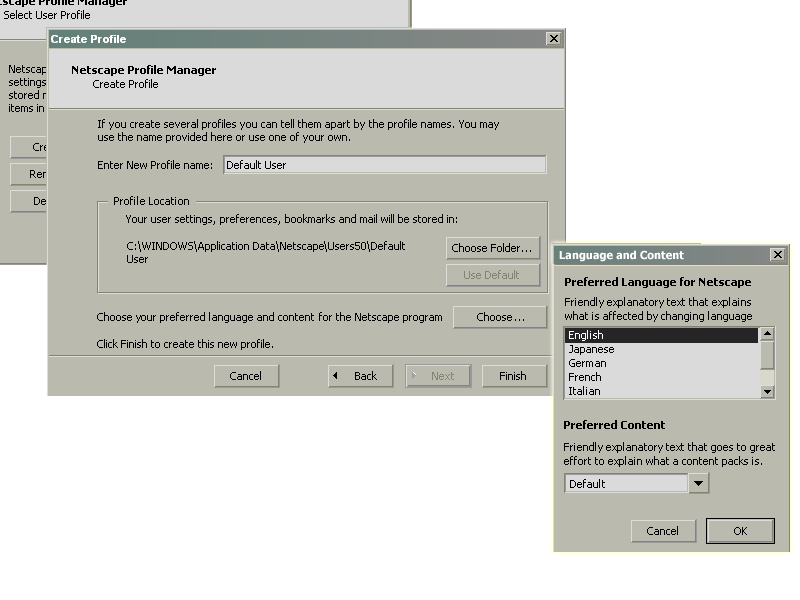 Profile Manager
Select User Profile
settings
stored
items in
Create Profile
Netscape Profile Manager
Create Profile
If you create several profiles you can tell them apart by the profile names. You may
use the name provided here or use one of your own.
Enter New Profile name: Default User
Profile Location
Your user settings, preferences, bookmarks and mail will be stored in:
C:\WINDOWS\Application Data\Netscape\Users50\Default
User
Choose Folder...
Use Default
Choose your preferred language and content for the Netscape program
Choose...
Click Finish to create this new profile.
Cancel
Back
Next
Finish
Language and Content
Preferred Language for Netscape
Friendly explanatory text that explains
what is affected by changing language
English
Japanese
German
French
Italian
Preferred Content
Friendly explanatory text that goes to great
effort to explain what a content packs is.
Default
Cancel
OK